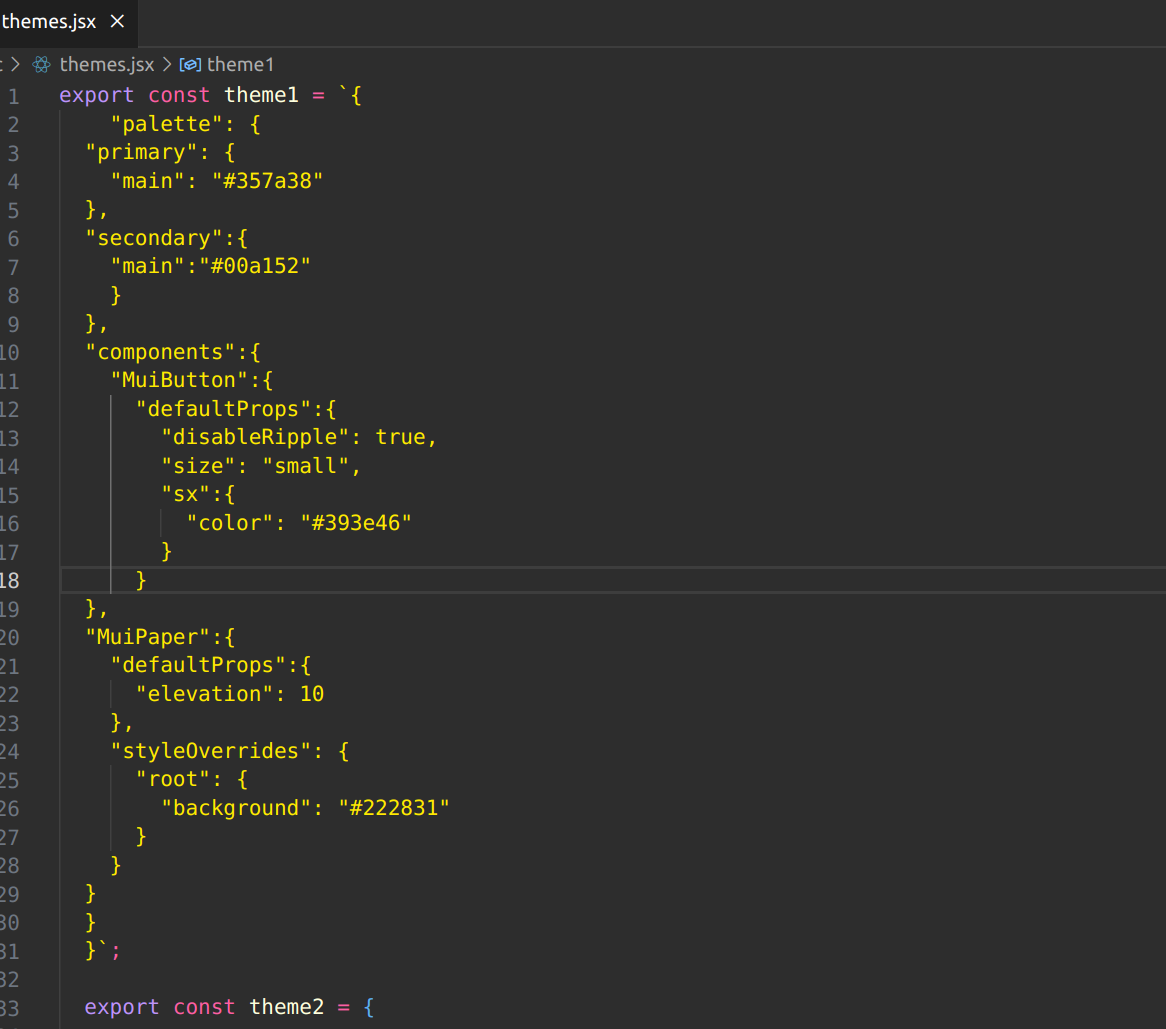 themes.jsx ×
> themes.jsx > theme1
1 export const theme1 = `{
2 "palette": {
3 "primary": {
4 "main": "#357a38"
5 },
6 "secondary":{
7 "main":"#00a152"
8 }
9 },
10 "components":{
11 "MuiButton":{
12 "defaultProps":{
13 "disableRipple": true,
14 "size": "small",
15 "sx":{
16 "color": "#393e46"
17 }
18 }
19 },
20 "MuiPaper":{
21 "defaultProps":{
22 "elevation": 10
23 },
24 "styleOverrides": {
25 "root": {
26 "background": "#222831"
27 }
28 }
29 }
30 }
31 }`;
32
33 export const theme2 = {